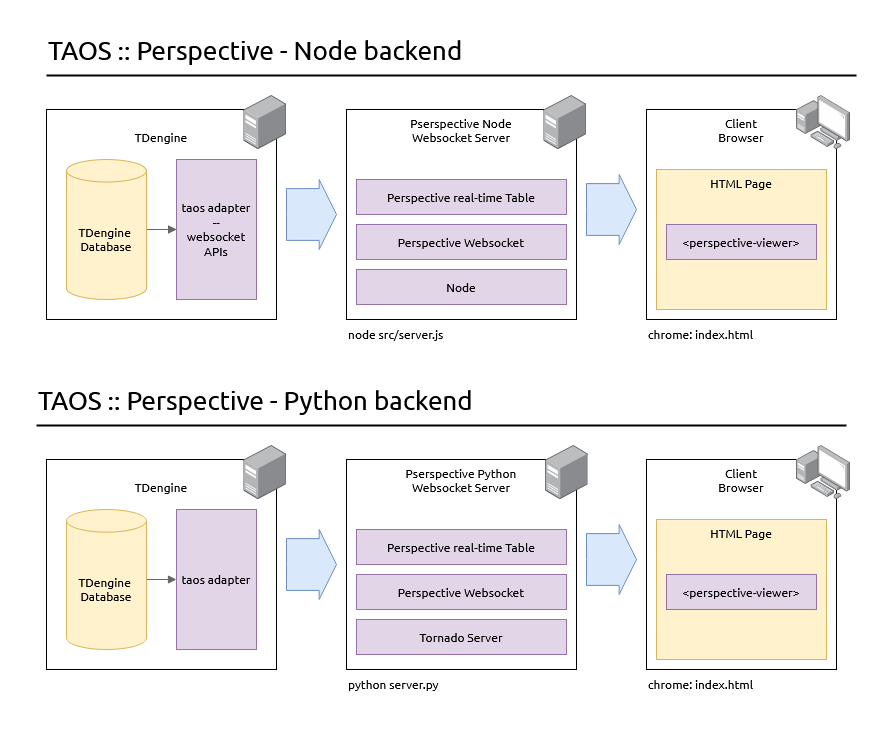 TAOS :: Perspective - Node backend
TDengine
TDengine
Database
taos adapter
--
websocket
APIs
Pserspective Node
Websocket Server
Perspective real-time Table
Perspective Websocket
Node
node src/server.js
Client
Browser
HTML Page
<perspective-viewer>
chrome: index.html
TAOS :: Perspective - Python backend
TDengine
TDengine
Database
taos adapter
Pserspective Python
Websocket Server
Perspective real-time Table
Perspective Websocket
Tornado Server
python server.py
Client
Browser
HTML Page
<perspective-viewer>
chrome: index.html